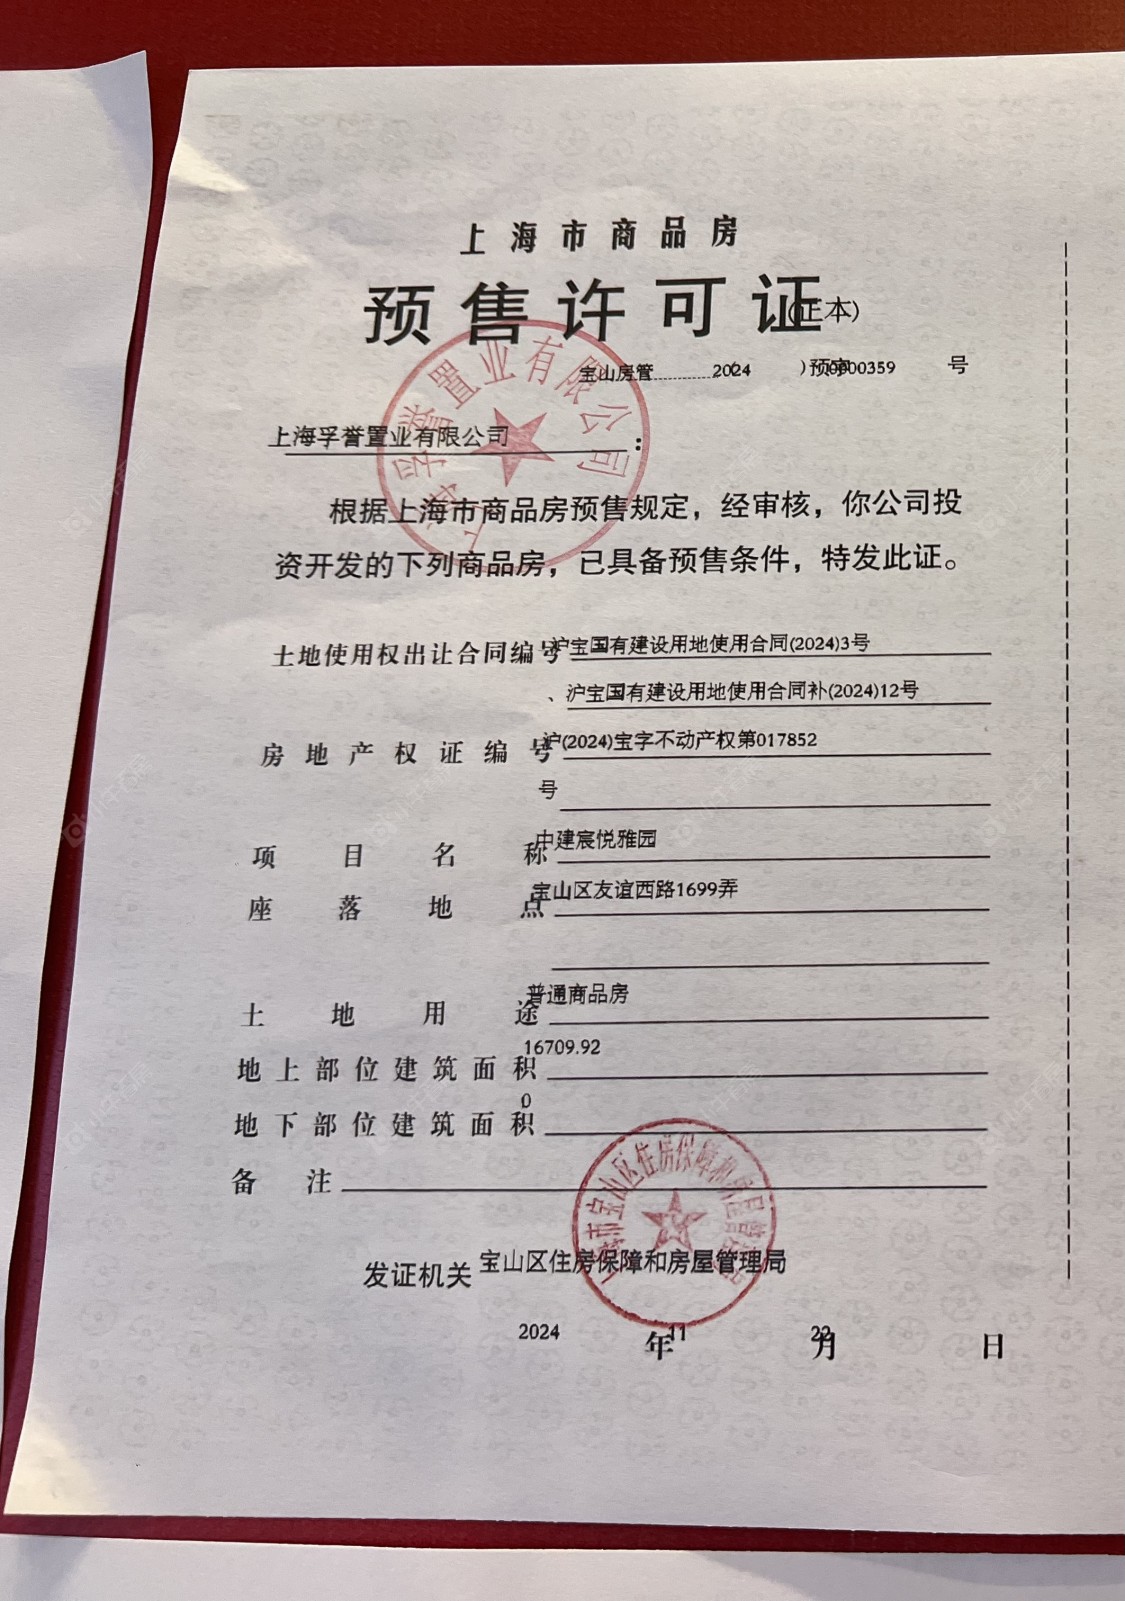 上海市商品房
预售许可证(正本)
宝山房管 (2024 )预字0000359 号
上海孚誉置业有限公司：
根据上海市商品房预售规定，经审核，你公司投
资开发的下列商品房，已具备预售条件，特发此证。
土地使用权出让合同编号 沪宝国有建设用地使用合同(2024)3号
、沪宝国有建设用地使用合同补(2024)12号
房地产权证编号 沪(2024)宝字不动产权第017852
号
项目名称 中建宸悦雅园
座落地点 宝山区友谊西路1699弄
土地用途 普通商品房
地上部位建筑面积 16709.92
地下部位建筑面积 0
备注
发证机关 宝山区住房保障和房屋管理局
2024 年 11 月 22 日
上海孚誉置业有限公司